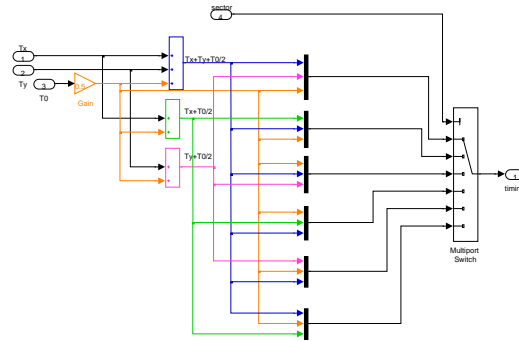 sector
4
Tx
1
2
Ty
3
T0
0.5
Gain
Tx+Ty+T0/2
Tx+T0/2
Ty+T0/2
Multiport
Switch
1
timin